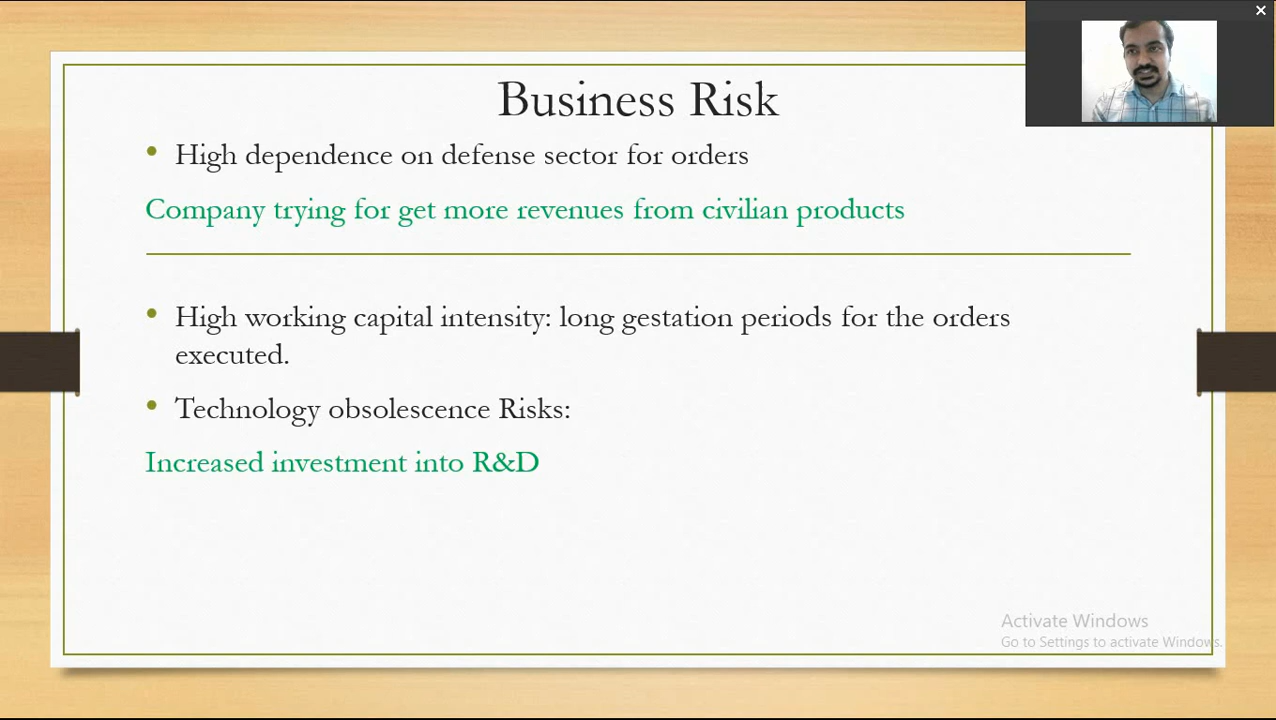 Business Risk
• High dependence on defense sector for orders
Company trying for get more revenues from civilian products
• High working capital intensity: long gestation periods for the orders
executed.
• Technology obsolescence Risks:
Increased investment into R&D
Activate Windows
Go to Settings to activate Windows.